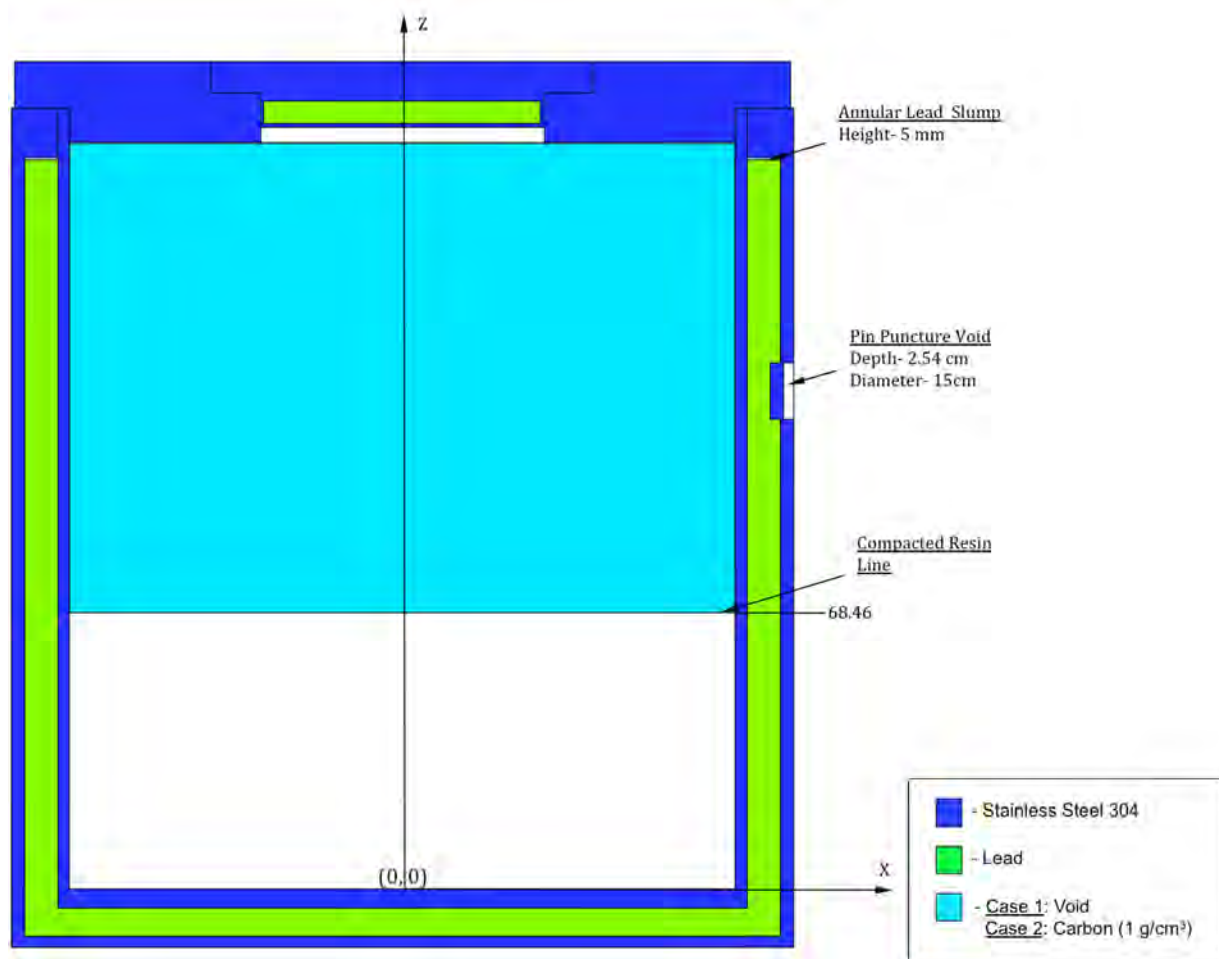 Z
Annular Lead Slump
Height- 5 mm
Pin Puncture Void
Depth- 2.54 cm
Diameter- 15cm
Compacted Resin
Line
68.46
(0,0)
X
- Stainless Steel 304
- Lead
- Case 1: Void
Case 2: Carbon (1 g/cm³)